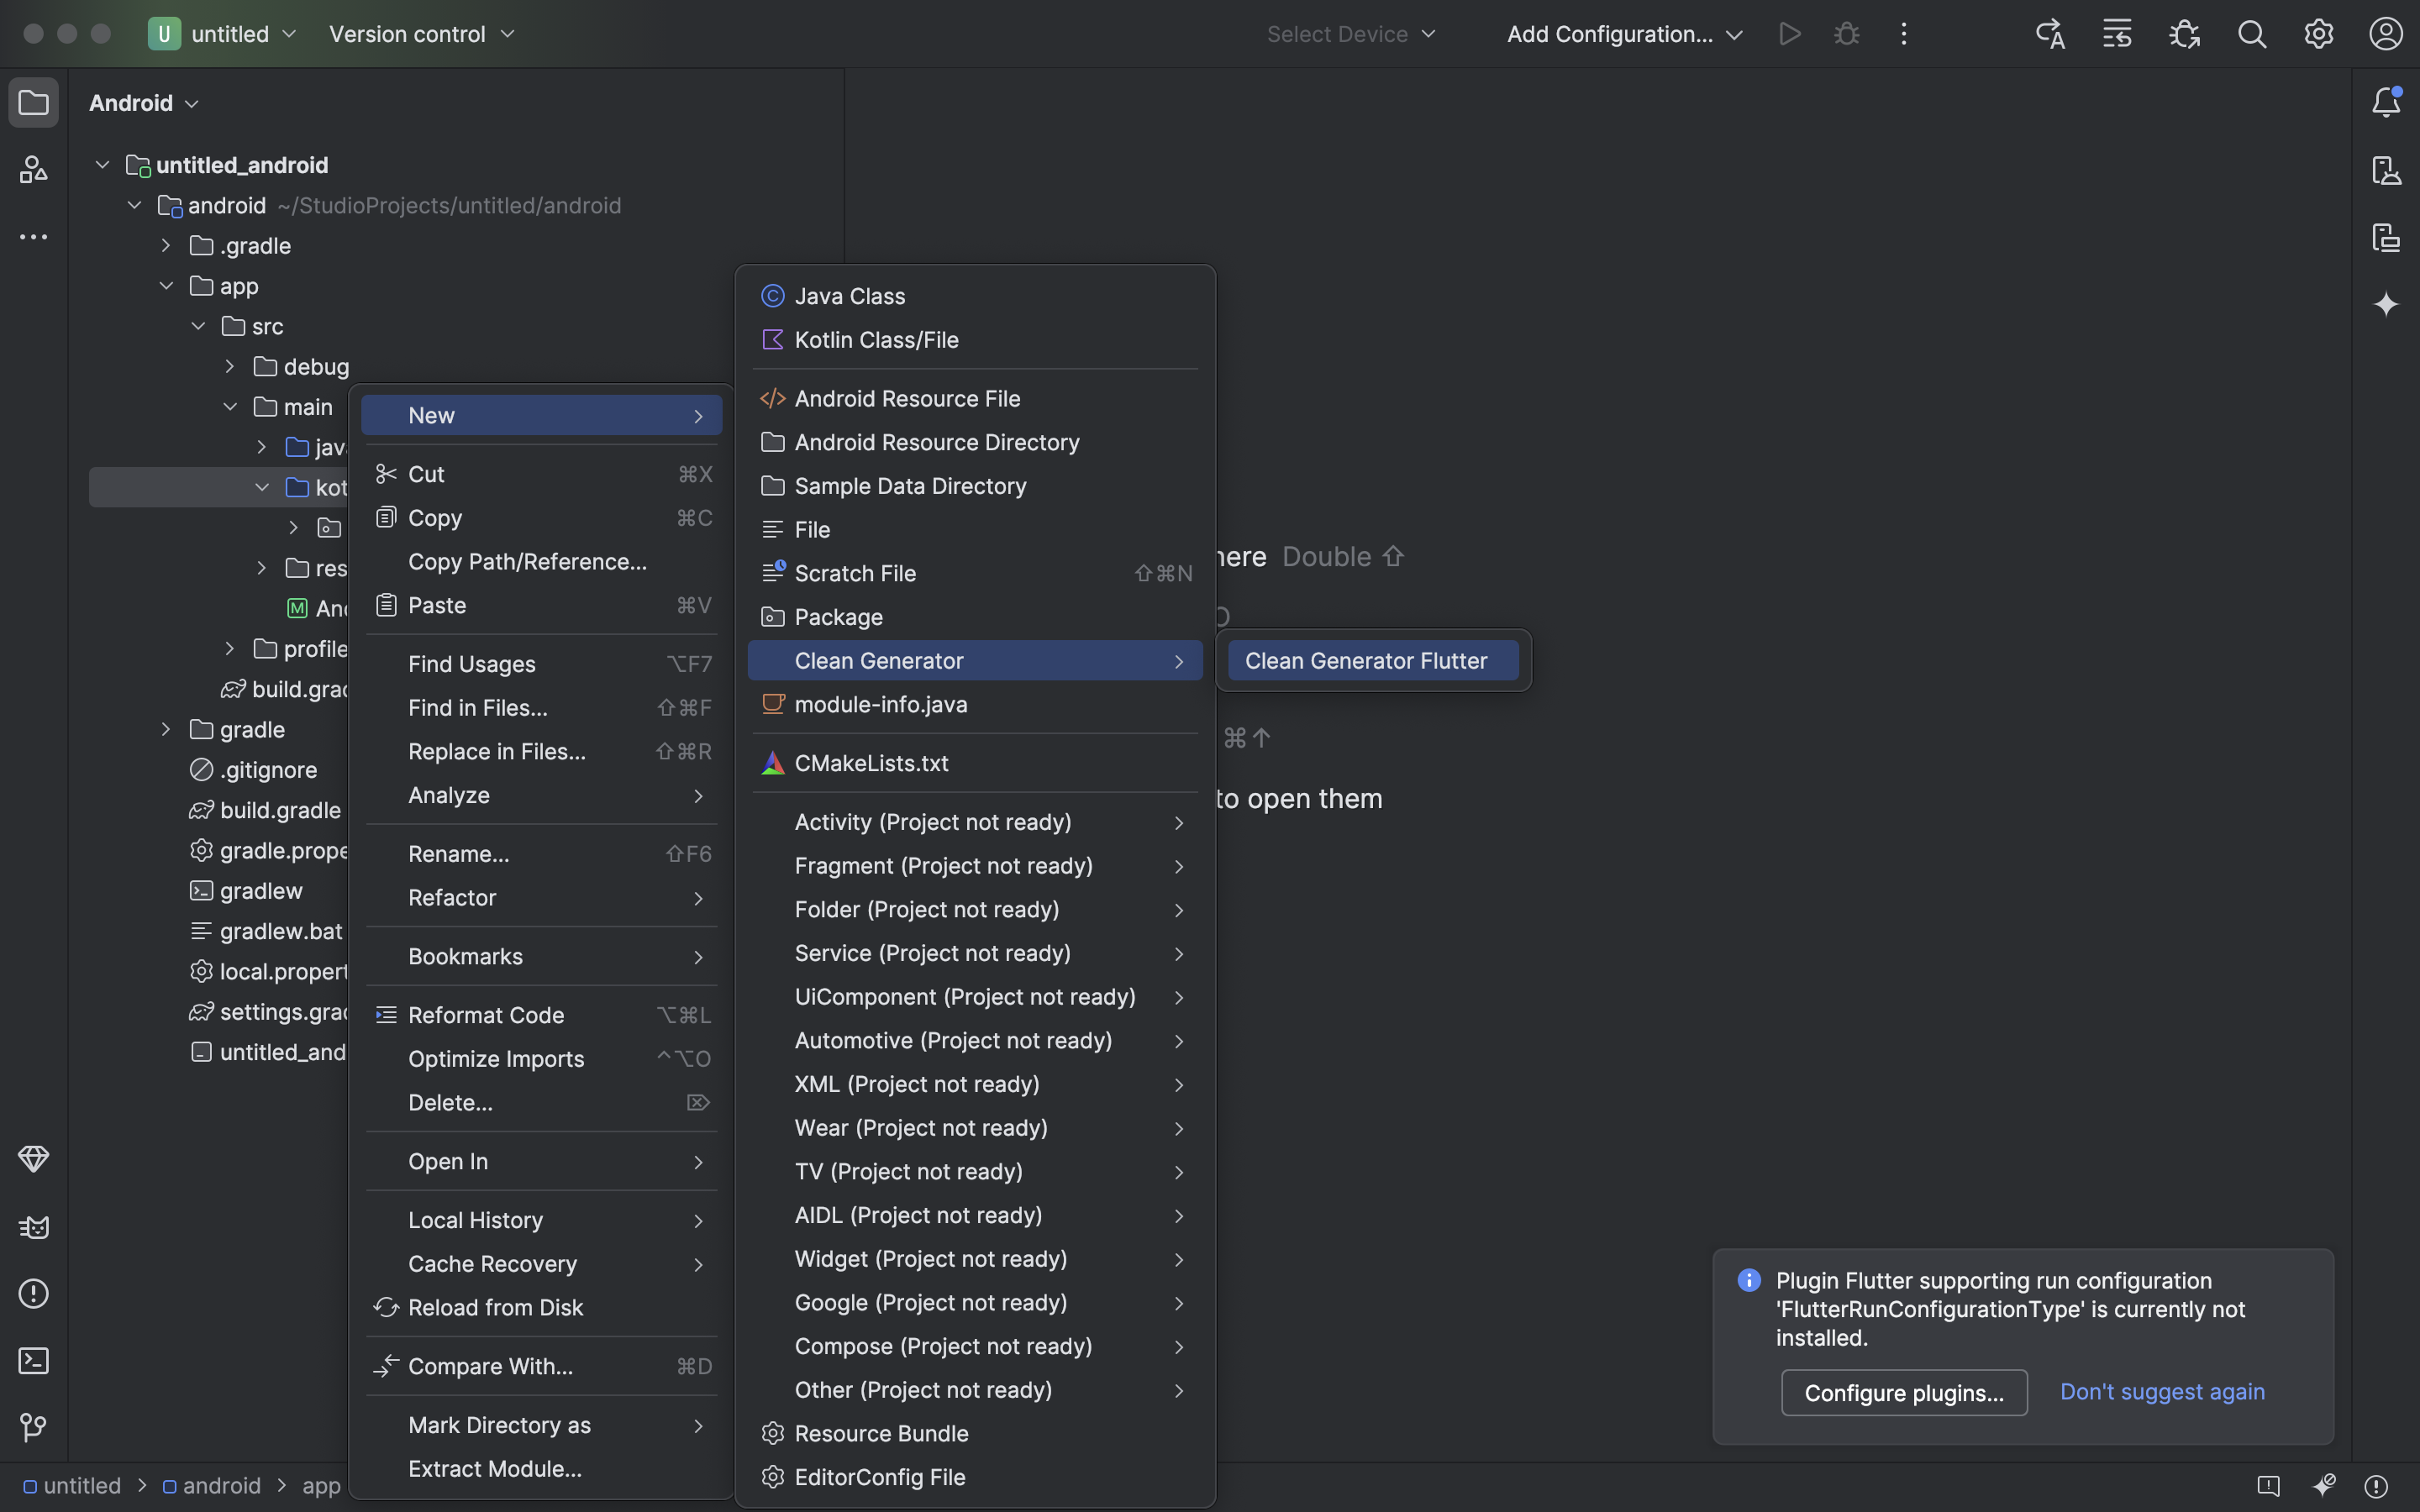 U untitled Version control Select Device Add Configuration...
Android
untitled_android
android ~/StudioProjects/untitled/android
.gradle
app
src
debug
main
kot
res
profile
build.grad
gradle
.gitignore
build.gradle
gradle.prope
gradlew
gradlew.bat
local.propert
settings.grad
untitled_and
New
Cut ⌘X
Copy ⌘C
Copy Path/Reference...
Paste ⌘V
Find Usages ⌥F7
Find in Files... ⇧⌘F
Replace in Files... ⇧⌘R
Analyze
Rename... ⇧F6
Refactor
Bookmarks
Reformat Code ⌥⌘L
Optimize Imports ^⌥O
Delete... ⌦
Open In
Local History
Cache Recovery
Reload from Disk
Compare With... ⌘D
Mark Directory as
Extract Module...
Java Class
Kotlin Class/File
Android Resource File
Android Resource Directory
Sample Data Directory
File
Scratch File ⇧⌘N
Package
Clean Generator
module-info.java
CMakeLists.txt
Activity (Project not ready)
Fragment (Project not ready)
Folder (Project not ready)
Service (Project not ready)
UiComponent (Project not ready)
Automotive (Project not ready)
XML (Project not ready)
Wear (Project not ready)
TV (Project not ready)
AIDL (Project not ready)
Widget (Project not ready)
Google (Project not ready)
Compose (Project not ready)
Other (Project not ready)
Resource Bundle
EditorConfig File
Clean Generator Flutter
here Double ⇧
⌘↑
to open them
Plugin Flutter supporting run configuration
'FlutterRunConfigurationType' is currently not
installed.
Configure plugins... Don't suggest again
untitled > android > app